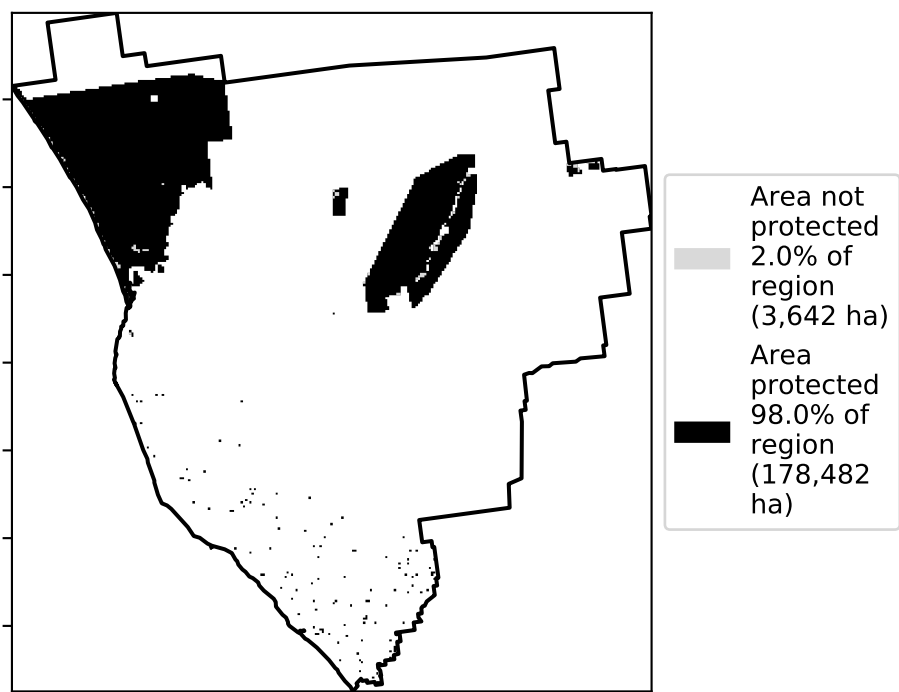 Area not
protected
2.0% of
region
(3,642 ha)
Area
protected
98.0% of
region
(178,482
ha)